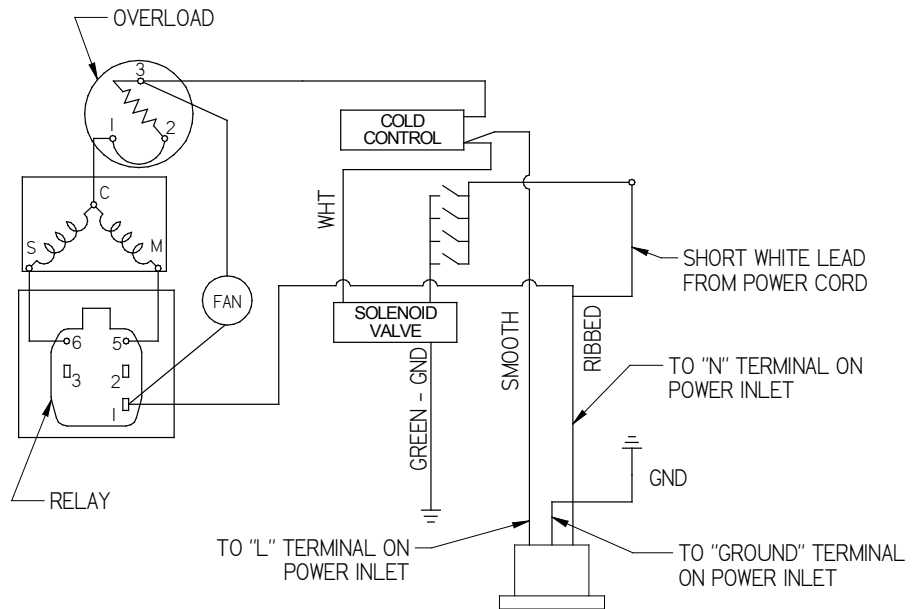 OVERLOAD
3
1
2
COLD
CONTROL
C
S
M
WHT
SHORT WHITE LEAD
FROM POWER CORD
FAN
SOLENOID
VALVE
6
5
3
2
1
GREEN - GND
SMOOTH
RIBBED
TO "N" TERMINAL ON
POWER INLET
GND
RELAY
TO "L" TERMINAL ON
POWER INLET
TO "GROUND" TERMINAL
ON POWER INLET